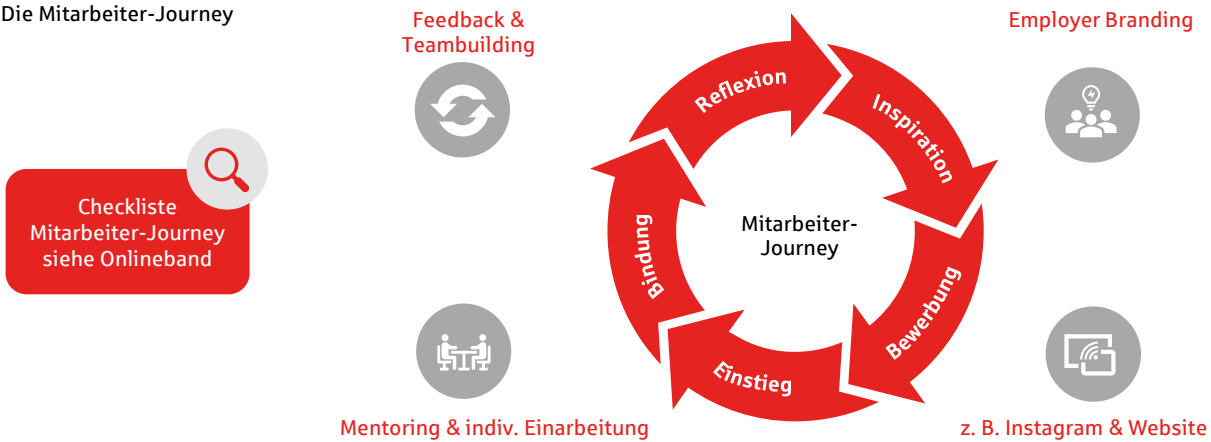 Die Mitarbeiter-Journey
Feedback &
Teambuilding
Employer Branding
Reflexion
Inspiration
Checkliste
Mitarbeiter-Journey
siehe Onlineband
Mitarbeiter-
Journey
Bindung
Bewerbung
Einstieg
Mentoring & indiv. Einarbeitung
z. B. Instagram & Website